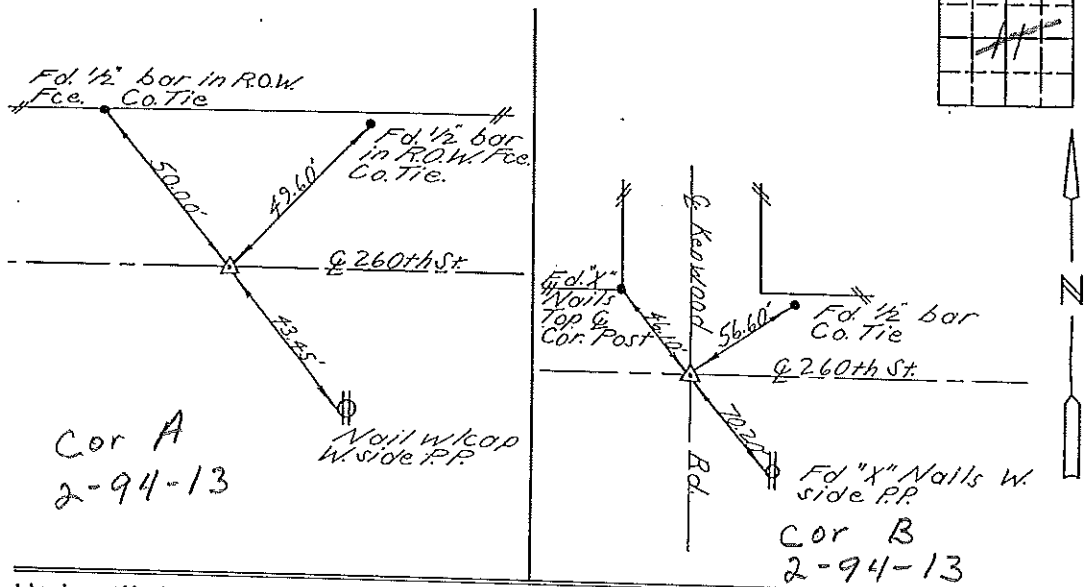 Fd. 1/2" bar in R.O.W.
Fce. Co. Tie
Fd. 1/2" bar
in R.O.W. Fce.
Co. Tie.
50.00'
49.60'
℄ 260th St.
43.45'
Nail w/cap
W. side P.P.
Cor A
2-94-13
℄ Kenwood
Rd.
Fd. "X"
Nails
Top ℄
Cor. Post
46.10'
56.60'
Fd. 1/2" bar
Co. Tie
℄ 260th St.
70.20'
Fd "X" Nails W.
side P.P.
Cor B
2-94-13
N